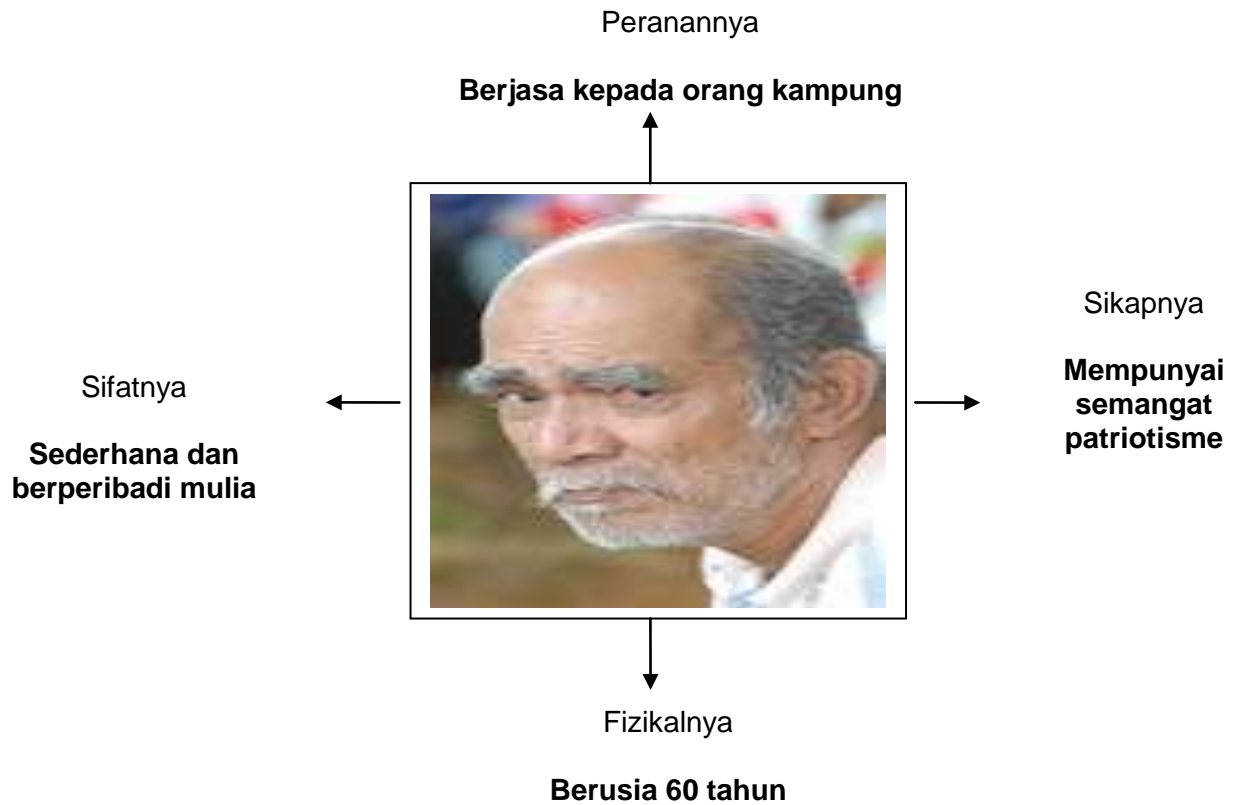 Peranannya
Berjasa kepada orang kampung
Sikapnya
Mempunyai
semangat
patriotisme
Sifatnya
Sederhana dan
berperibadi mulia
Fizikalnya
Berusia 60 tahun